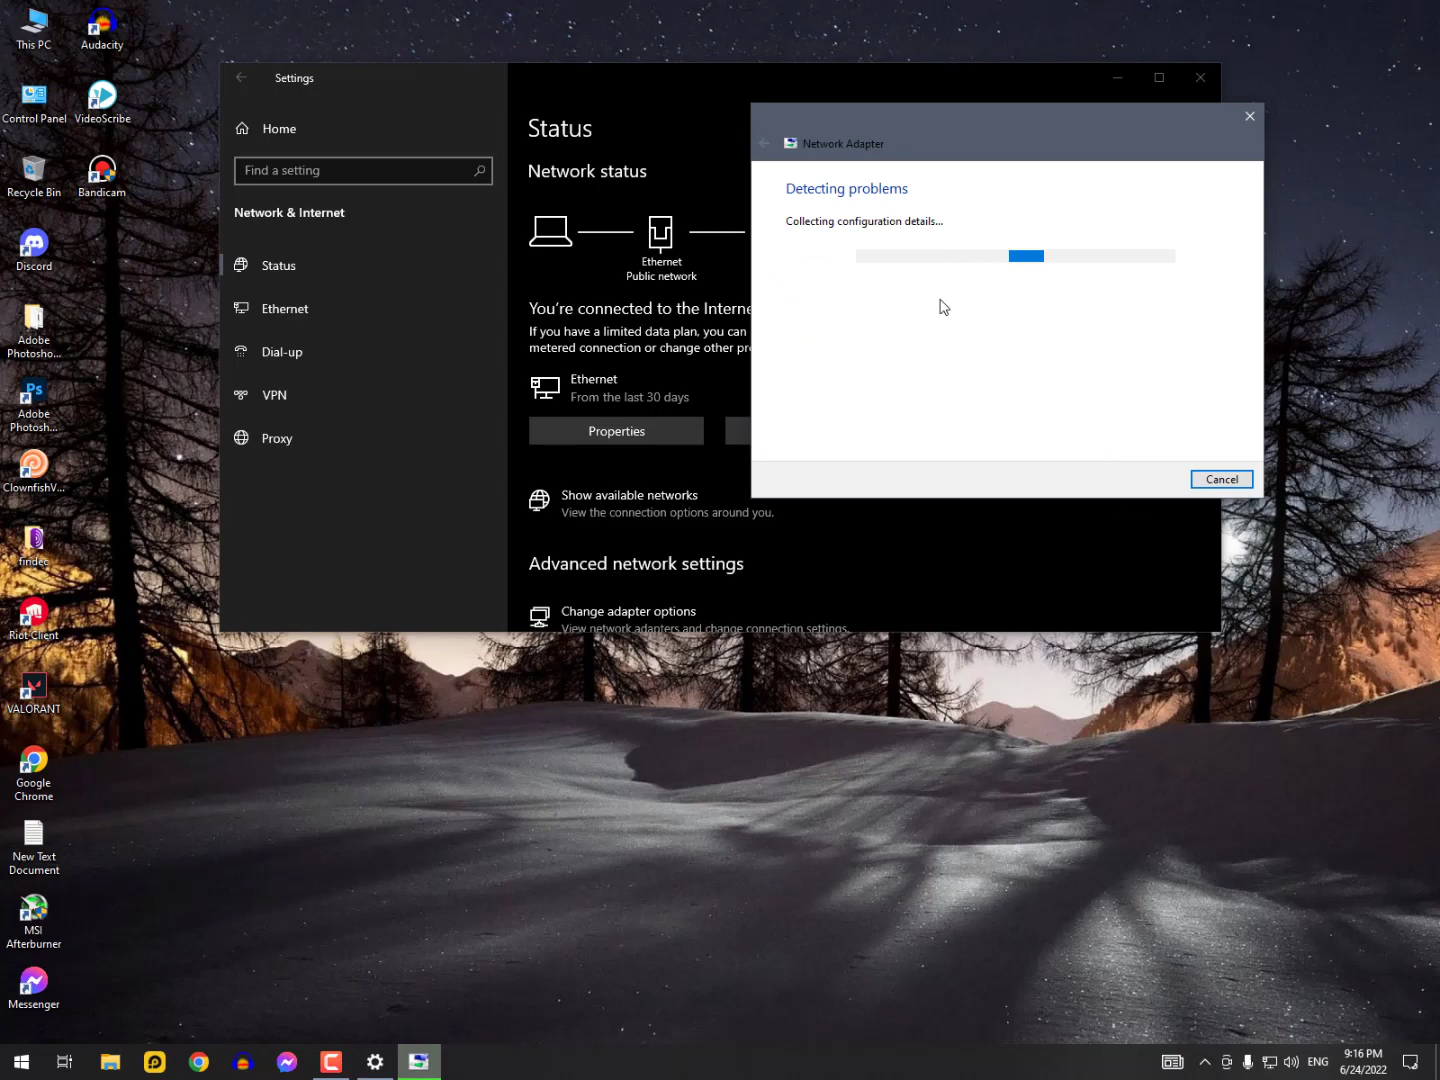 This PC
Audacity
Control Panel
VideoScribe
Recycle Bin
Bandicam
Discord
Adobe
Photosho...
Ps
Adobe
Photosh...
ClownfishV...
findec
Riot Client
VALORANT
Google
Chrome
New Text
Document
MSI
Afterburner
Messenger
Settings
Home
Find a setting
Network & Internet
Status
Ethernet
Dial-up
VPN
Proxy
Status
Network status
Ethernet
Public network
You're connected to the Interne
If you have a limited data plan, you can
metered connection or change other pr
Ethernet
From the last 30 days
Properties
Show available networks
View the connection options around you.
Advanced network settings
Change adapter options
View network adapters and change connection settings.
Network Adapter
Detecting problems
Collecting configuration details...
Cancel
ENG
9:16 PM
6/24/2022